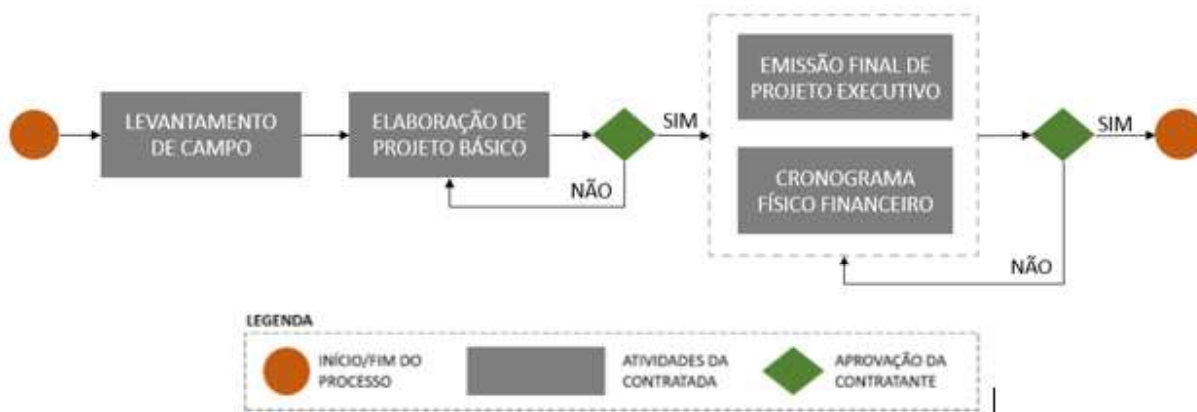 LEVANTAMENTO
DE CAMPO
ELABORAÇÃO DE
PROJETO BÁSICO
SIM
NÃO
EMISSÃO FINAL DE
PROJETO EXECUTIVO
CRONOGRAMA
FÍSICO FINANCEIRO
SIM
NÃO
LEGENDA
INÍCIO/FIM DO
PROCESSO
ATIVIDADES DA
CONTRATADA
APROVAÇÃO DA
CONTRATANTE